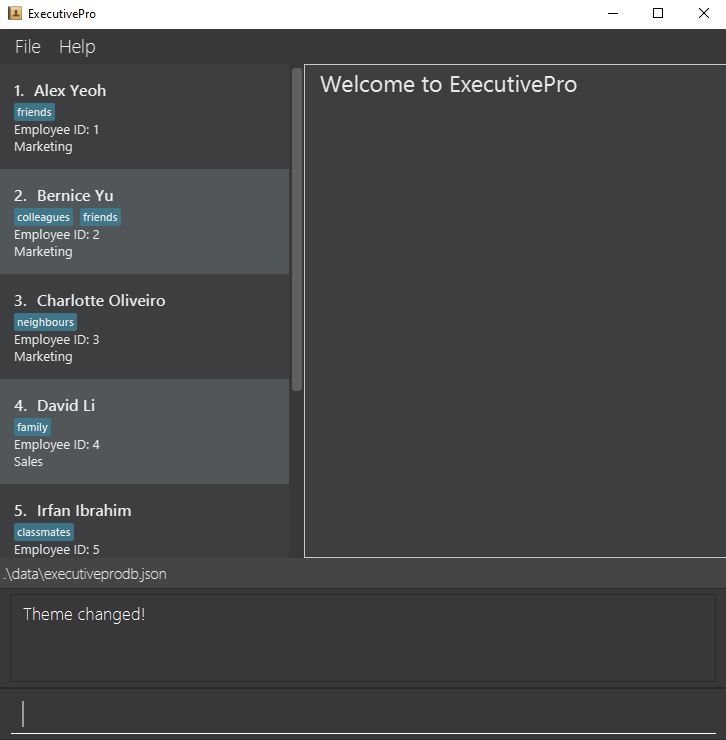 ExecutivePro
File Help
1. Alex Yeoh
friends
Employee ID: 1
Marketing
2. Bernice Yu
colleagues friends
Employee ID: 2
Marketing
3. Charlotte Oliveiro
neighbours
Employee ID: 3
Marketing
4. David Li
family
Employee ID: 4
Sales
5. Irfan Ibrahim
classmates
Employee ID: 5
Welcome to ExecutivePro
.\data\executiveprodb.json
Theme changed!